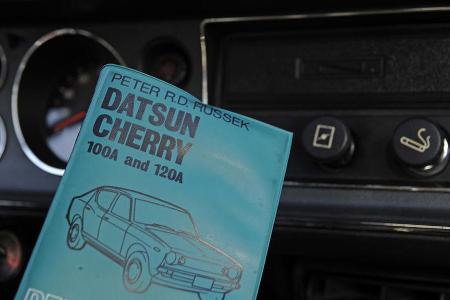 PETER R.D. RUSSEK
DATSUN
CHERRY
100A and 120A